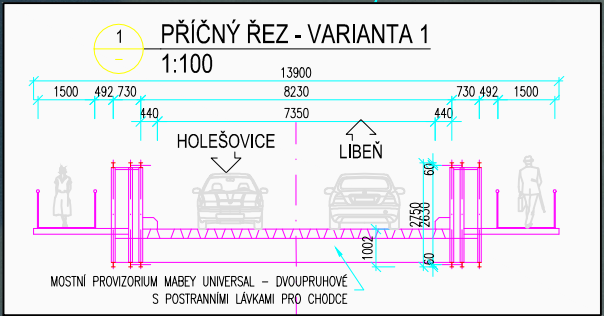 1 PŘÍČNÝ ŘEZ - VARIANTA 1
1:100
13900
1500 492 730 8230 730 492 1500
440 7350 440
HOLEŠOVICE LIBEŇ
60
2750
2630
1002
60
MOSTNÍ PROVIZORIUM MABEY UNIVERSAL – DVOUPRUHOVÉ
S POSTRANNÍMI LÁVKAMI PRO CHODCE